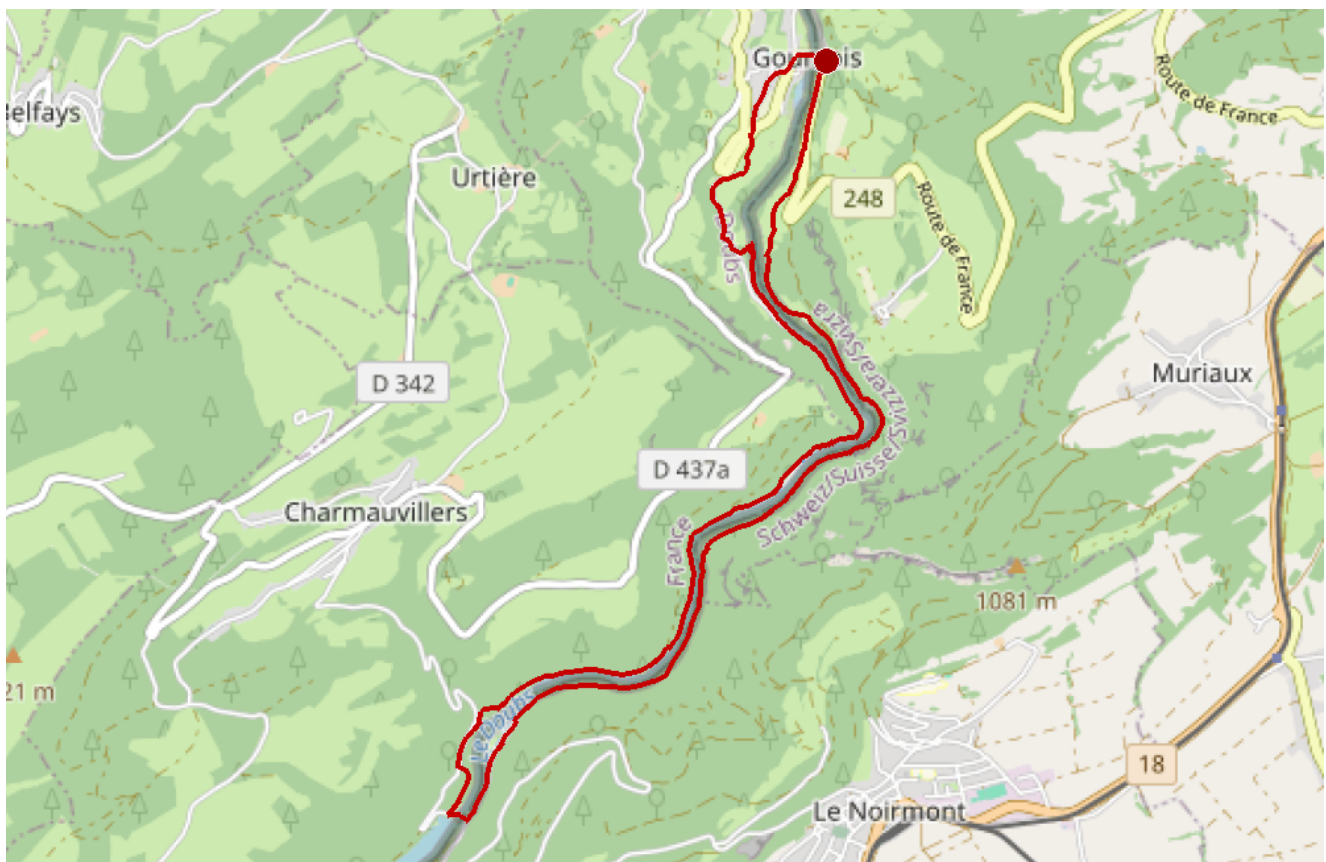 Route de France
Belfays
Urtière
248
Route de France
Doubs
Schweiz/Suisse/Svizzera/Svizra
Muriaux
D 342
D 437a
Charmauvillers
France
1081 m
21 m
Le Doubs
18
Le Noirmont